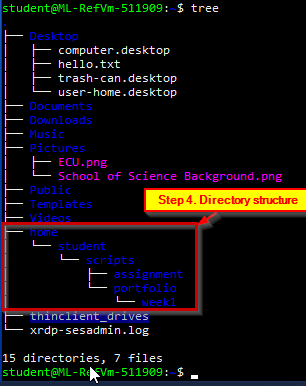 student@ML-RefVm-511909:~$ tree
.
├── Desktop
│   ├── computer.desktop
│   ├── hello.txt
│   ├── trash-can.desktop
│   └── user-home.desktop
├── Documents
├── Downloads
├── Music
├── Pictures
│   ├── ECU.png
│   └── School of Science Background.png
├── Public
├── Templates
├── Videos
Step 4. Directory structure
├── home
│   └── student
│       └── scripts
│           ├── assignment
│           └── portfolio
│               └── week1
├── thinclient_drives
└── xrdp-sesadmin.log
15 directories, 7 files
student@ML-RefVm-511909:~$